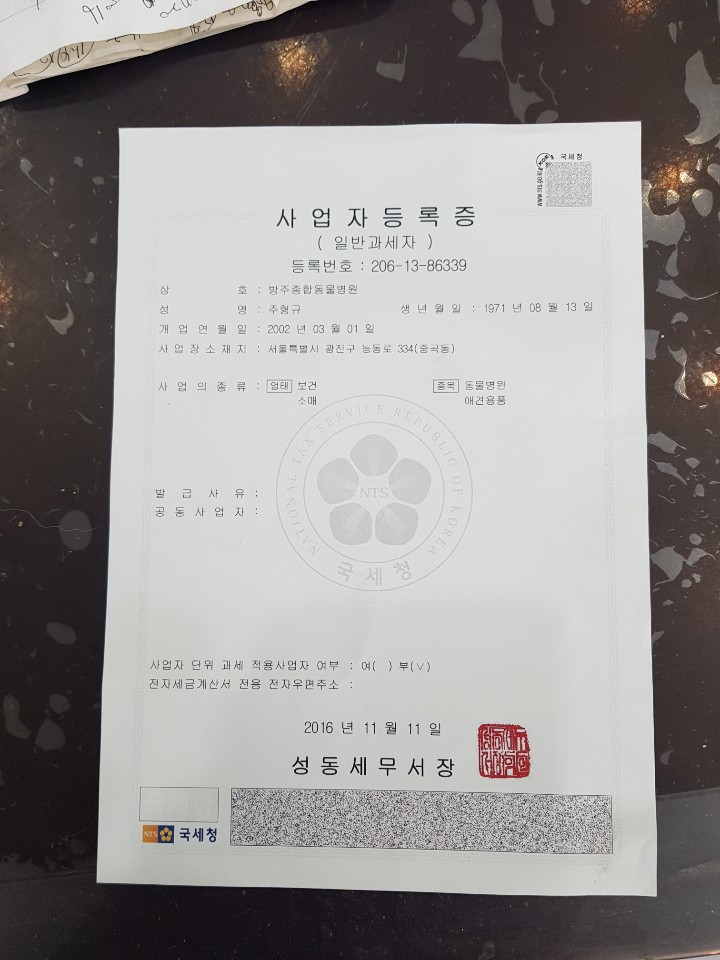 국세청
www.nts.go.kr
사업자등록증
( 일반과세자 )
등록번호 : 206-13-86339
상 호 : 방주종합동물병원
성 명 : 주형규 생 년 월 일 : 1971 년 08 월 13 일
개 업 연 월 일 : 2002 년 03 월 01 일
사 업 장 소 재 지 : 서울특별시 광진구 능동로 334(중곡동)
사 업 의 종 류 : 업태 보건 종목 동물병원
소매 애견용품
NATIONAL TAX SERVICE REPUBLIC OF KOREA
NTS
국세청
발 급 사 유 :
공 동 사 업 자 :
사업자 단위 과세 적용사업자 여부 : 여( ) 부(∨)
전자세금계산서 전용 전자우편주소 :
2016 년 11 월 11 일
성동세무서장
NTS 국세청